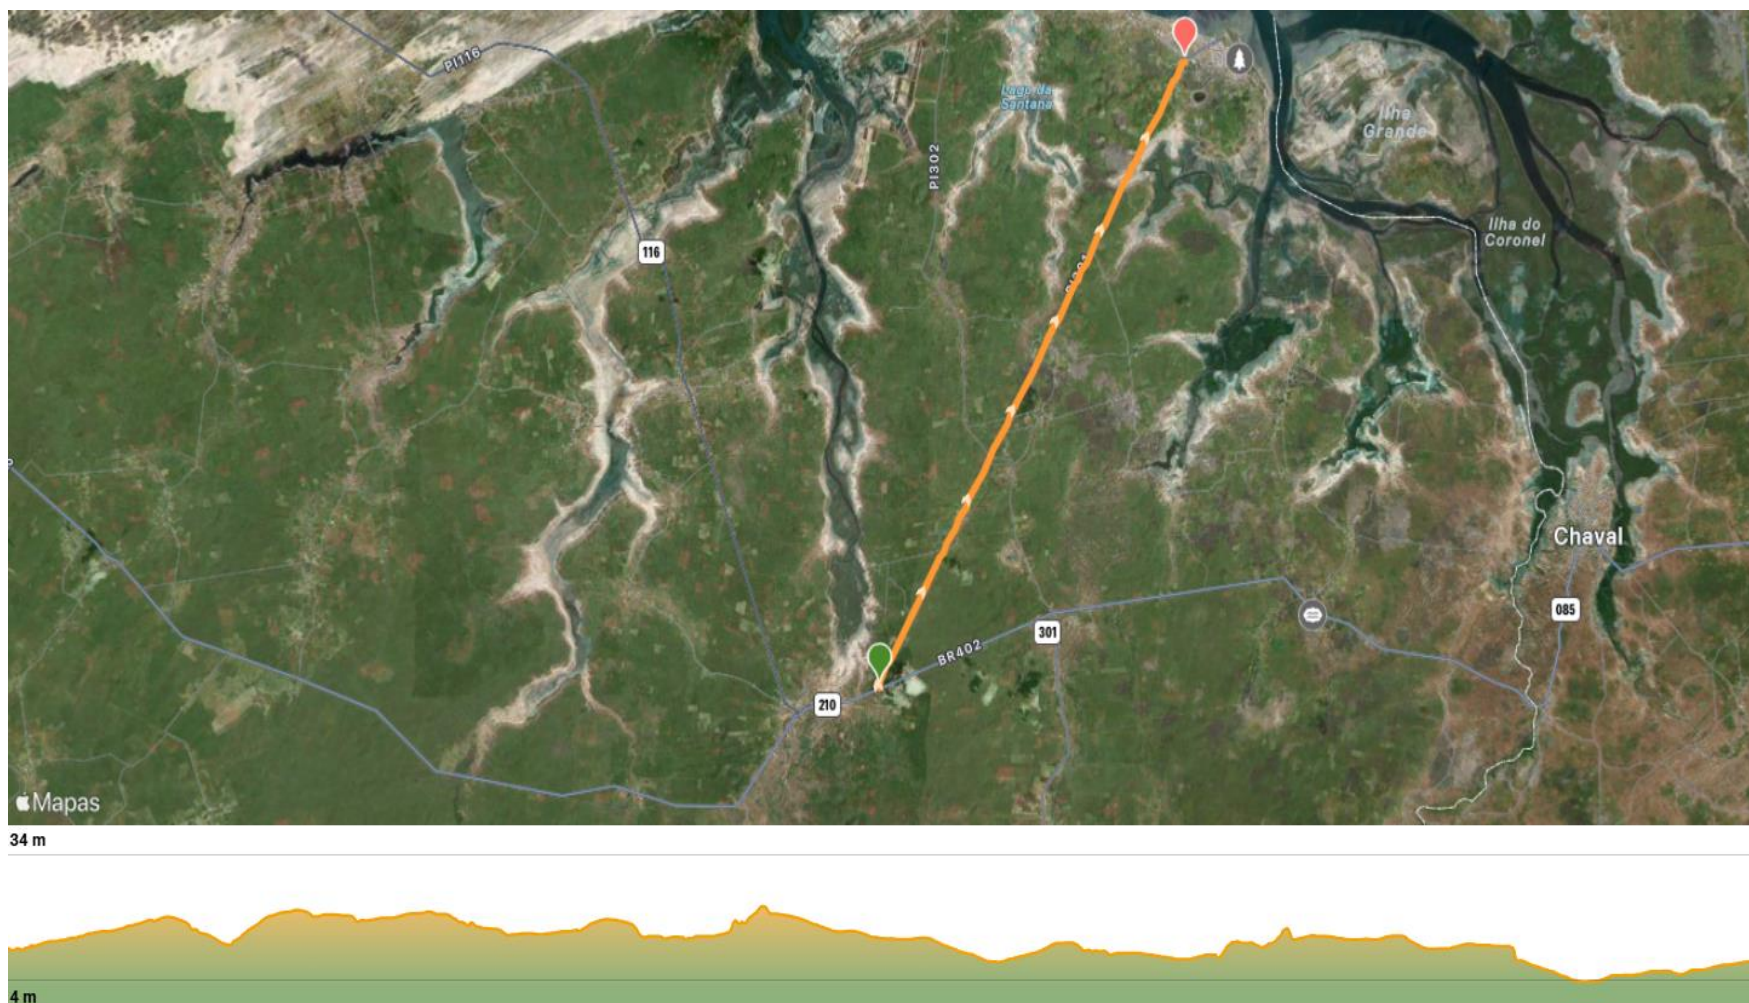 PI116
Lago da
Santana
Ilha
Grande
PI302
Ilha do
Coronel
116
Chaval
085
301
BR402
210
Mapas
34 m
4 m